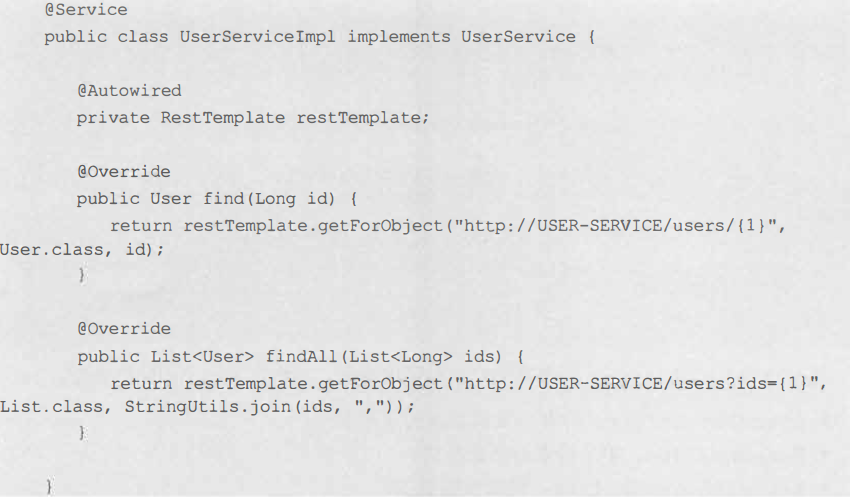 @Service
public class UserServiceImpl implements UserService {
@Autowired
private RestTemplate restTemplate;
@Override
public User find(Long id) {
return restTemplate.getForObject("http://USER-SERVICE/users/{1}",
User.class, id);
}
@Override
public List<User> findAll(List<Long> ids) {
return restTemplate.getForObject("http://USER-SERVICE/users?ids={1}",
List.class, StringUtils.join(ids, ","));
}
}